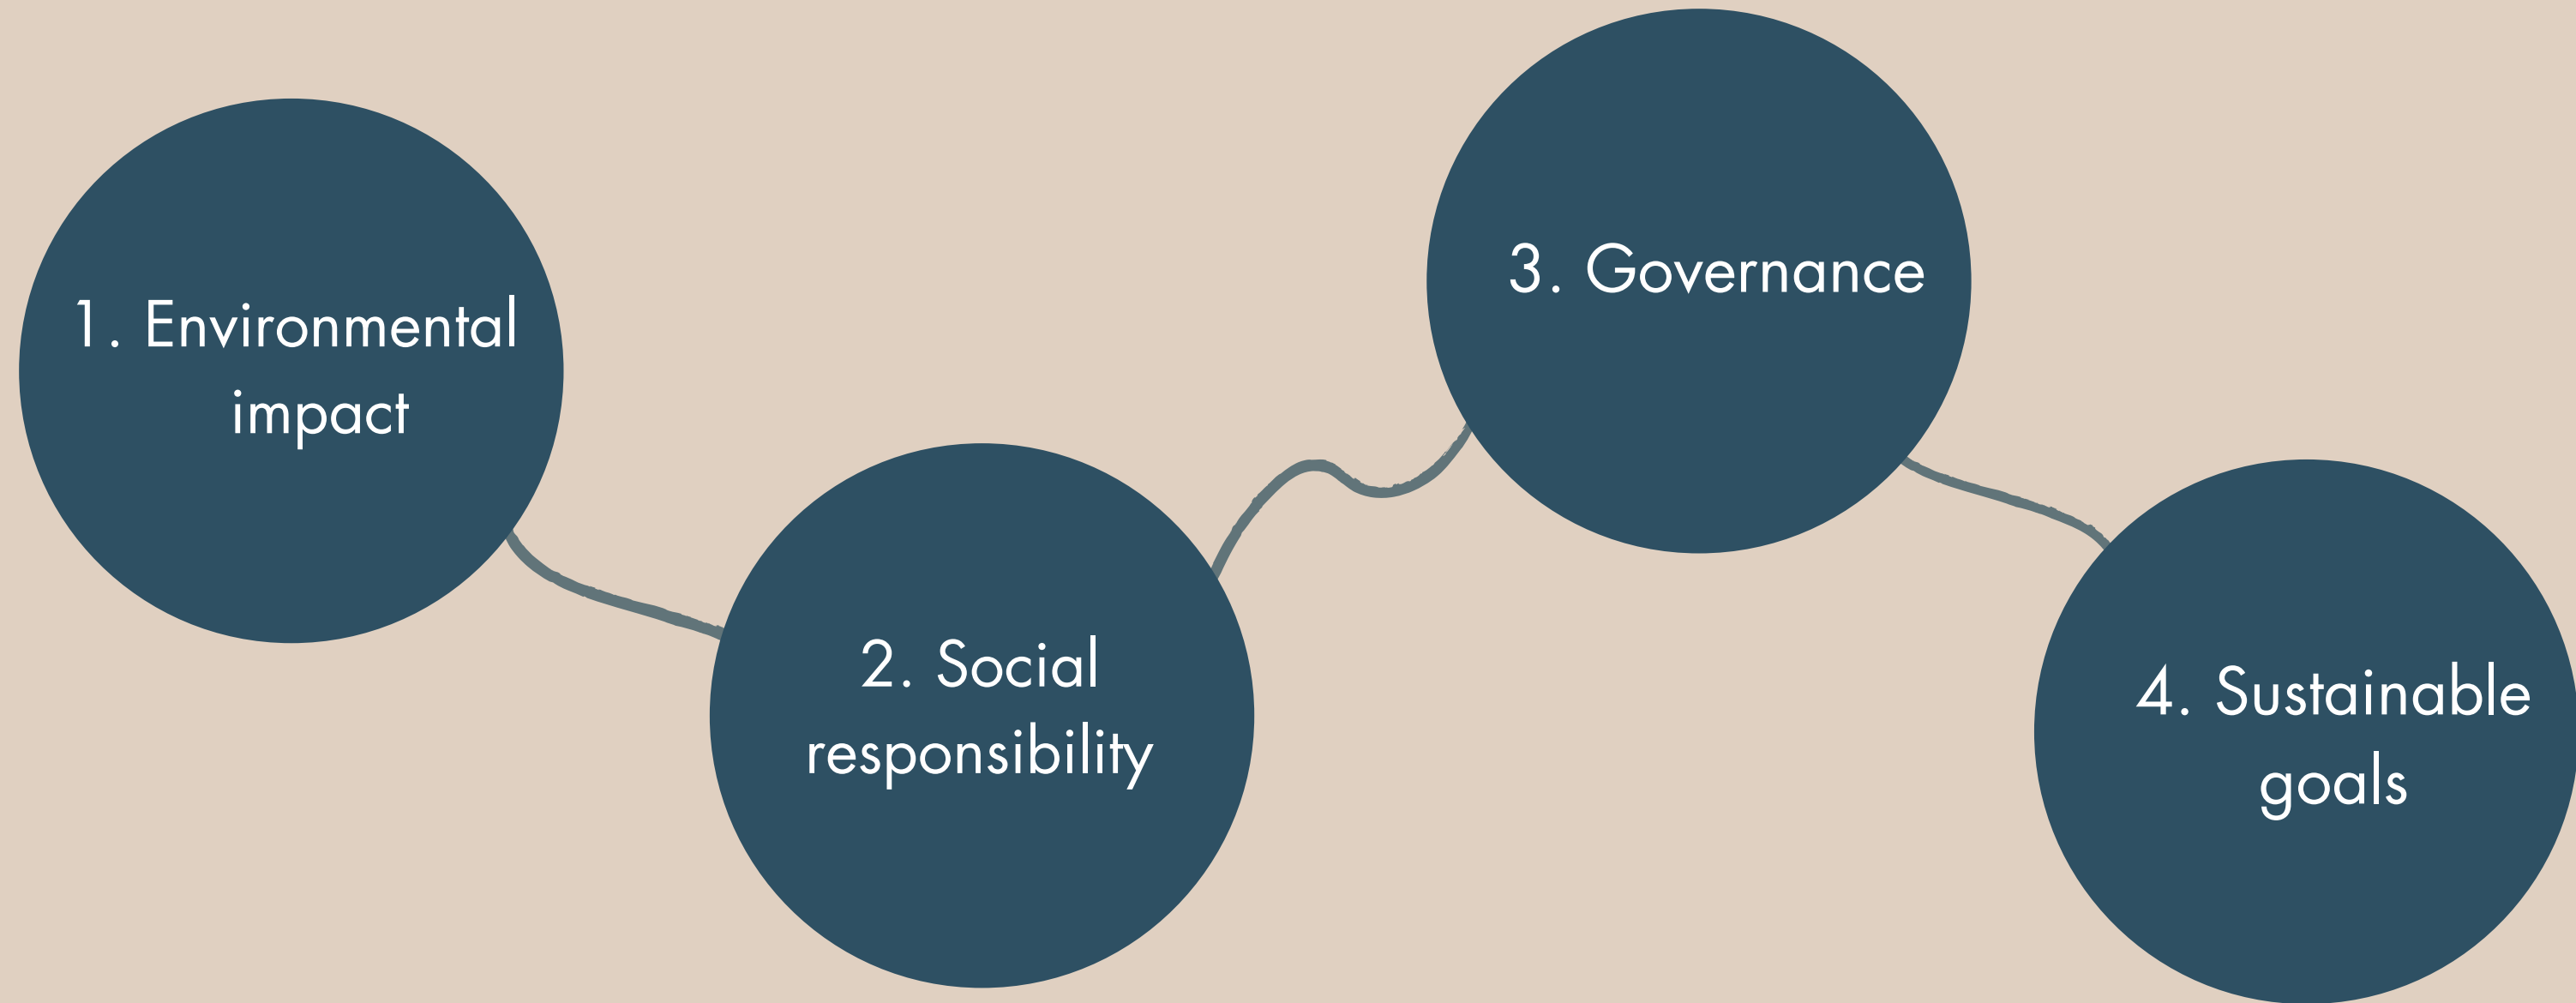 1. Environmental
impact
2. Social
responsibility
3. Governance
4. Sustainable
goals